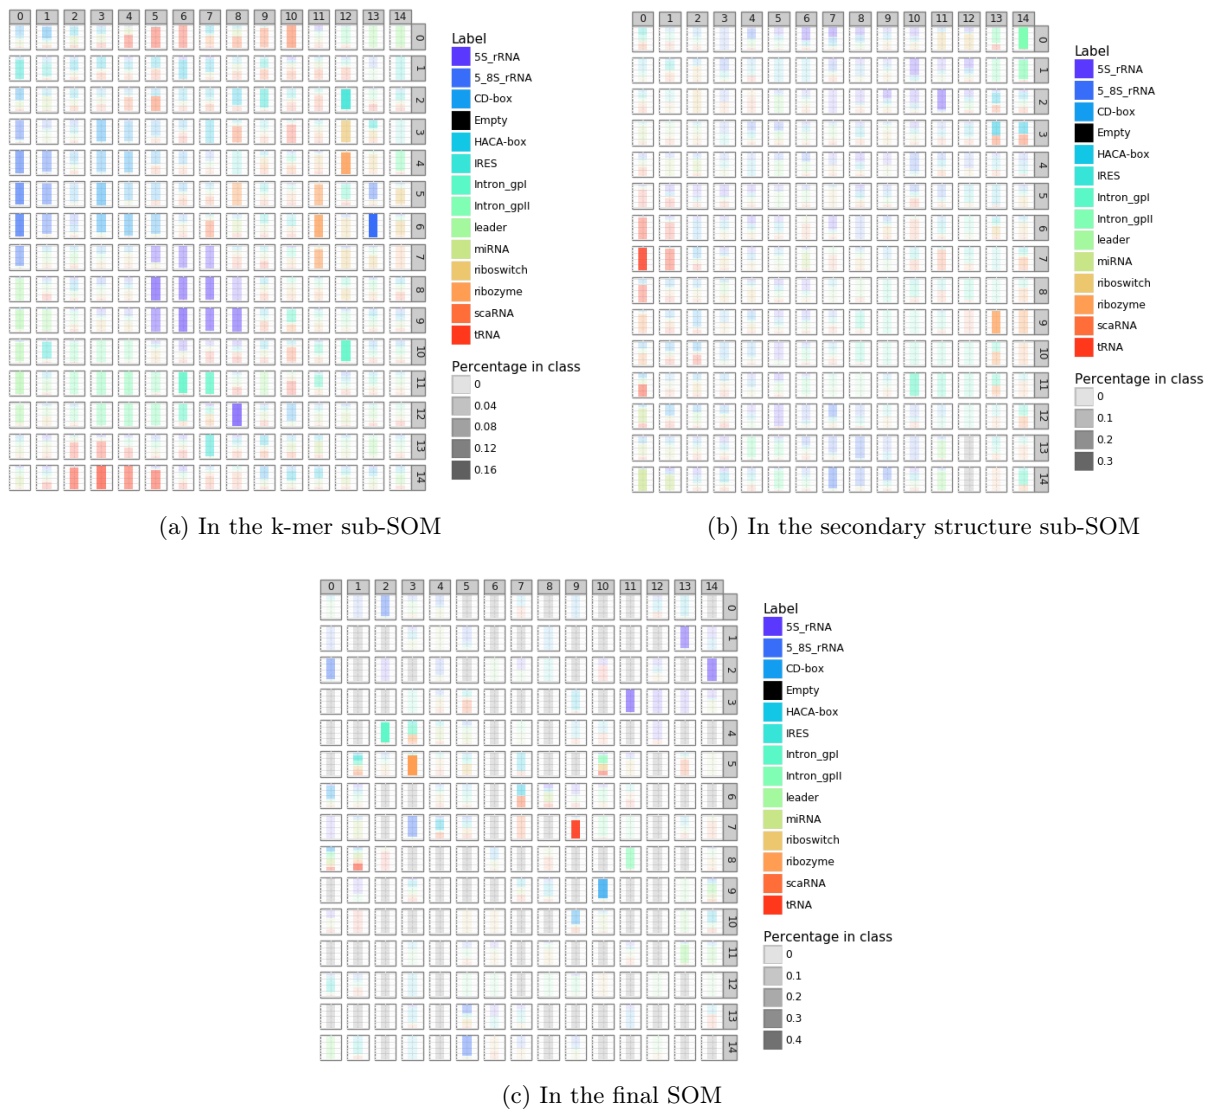 0 1 2 3 4 5 6 7 8 9 10 11 12 13 14
0
1
2
3
4
5
6
7
8
9
10
11
12
13
14
Label
5S_rRNA
5_8S_rRNA
CD-box
Empty
HACA-box
IRES
Intron_gpI
Intron_gpII
leader
miRNA
riboswitch
ribozyme
scaRNA
tRNA
Percentage in class
0
0.04
0.08
0.12
0.16
(a) In the k-mer sub-SOM
0 1 2 3 4 5 6 7 8 9 10 11 12 13 14
0
1
2
3
4
5
6
7
8
9
10
11
12
13
14
Label
5S_rRNA
5_8S_rRNA
CD-box
Empty
HACA-box
IRES
Intron_gpI
Intron_gpII
leader
miRNA
riboswitch
ribozyme
scaRNA
tRNA
Percentage in class
0
0.1
0.2
0.3
(b) In the secondary structure sub-SOM
0 1 2 3 4 5 6 7 8 9 10 11 12 13 14
0
1
2
3
4
5
6
7
8
9
10
11
12
13
14
Label
5S_rRNA
5_8S_rRNA
CD-box
Empty
HACA-box
IRES
Intron_gpI
Intron_gpII
leader
miRNA
riboswitch
ribozyme
scaRNA
tRNA
Percentage in class
0
0.1
0.2
0.3
0.4
(c) In the final SOM